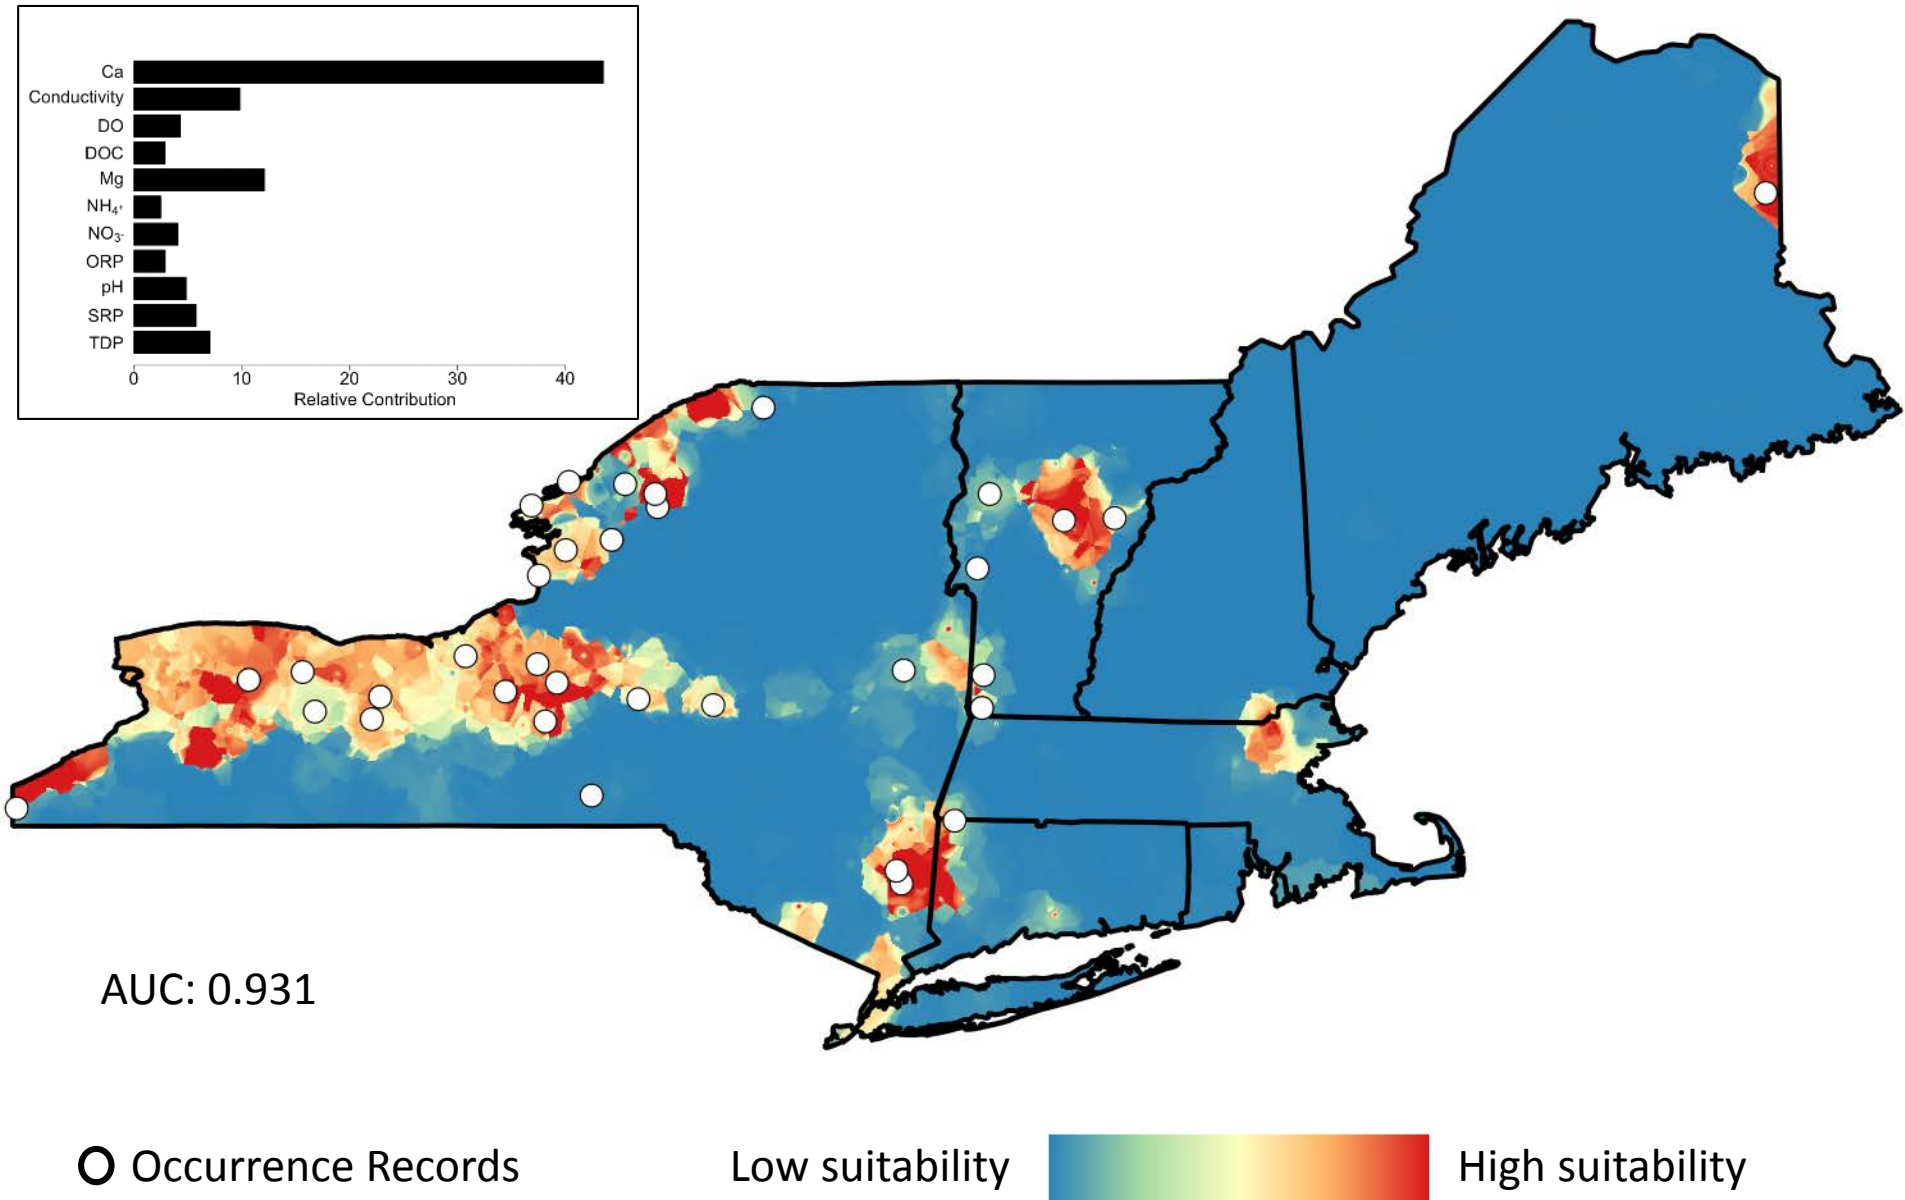 Ca
Conductivity
DO
DOC
Mg
NH₄⁺
NO₃-
ORP
pH
SRP
TDP
0 10 20 30 40
Relative Contribution
AUC: 0.931
Occurrence Records
Low suitability
High suitability